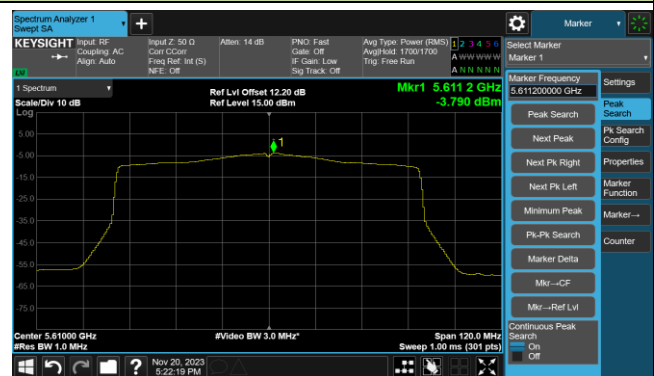 Spectrum Analyzer 1
Swept SA
Marker
KEYSIGHT
Input: RF
Coupling: AC
Align: Auto
Input Z: 50 Ω
Corr CCorr
Freq Ref: Int (S)
NFE: Off
Atten: 14 dB
PNO: Fast
Gate: Off
IF Gain: Low
Sig Track: Off
Avg Type: Power (RMS)
Avg|Hold: 1700/1700
Trig: Free Run
1 2 3 4 5 6
A W W W W W
A N N N N N
LXI
Select Marker
Marker 1
1 Spectrum
Scale/Div 10 dB
Log
Ref Lvl Offset 12.20 dB
Ref Level 15.00 dBm
Mkr1 5.611 2 GHz
-3.790 dBm
1
5.00
-5.00
-15.0
-25.0
-35.0
-45.0
-55.0
-65.0
-75.0
Center 5.61000 GHz
#Res BW 1.0 MHz
#Video BW 3.0 MHz*
Span 120.0 MHz
Sweep 1.00 ms (301 pts)
Marker Frequency
5.611200000 GHz
Peak Search
Next Peak
Next Pk Right
Next Pk Left
Minimum Peak
Pk-Pk Search
Marker Delta
Mkr→CF
Mkr→Ref Lvl
Continuous Peak
Search
On
Off
Settings
Peak
Search
Pk Search
Config
Properties
Marker
Function
Marker→
Counter
?
Nov 20, 2023
5:22:19 PM